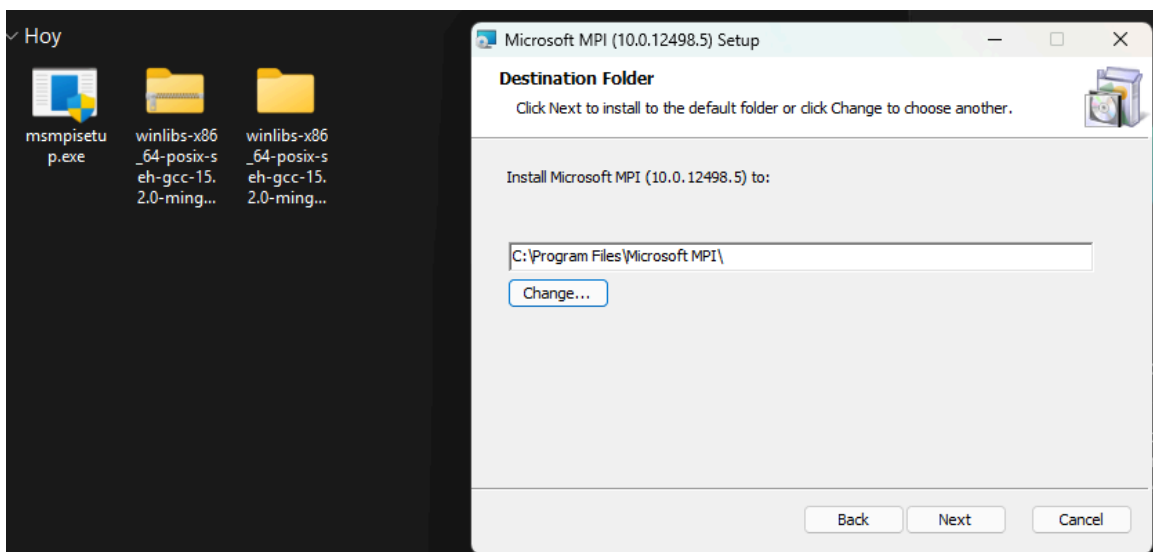 Hoy
msmpisetu
p.exe
winlibs-x86
_64-posix-s
eh-gcc-15.
2.0-ming...
winlibs-x86
_64-posix-s
eh-gcc-15.
2.0-ming...
Microsoft MPI (10.0.12498.5) Setup
Destination Folder
Click Next to install to the default folder or click Change to choose another.
Install Microsoft MPI (10.0.12498.5) to:
C:\Program Files\Microsoft MPI\
Change...
Back
Next
Cancel